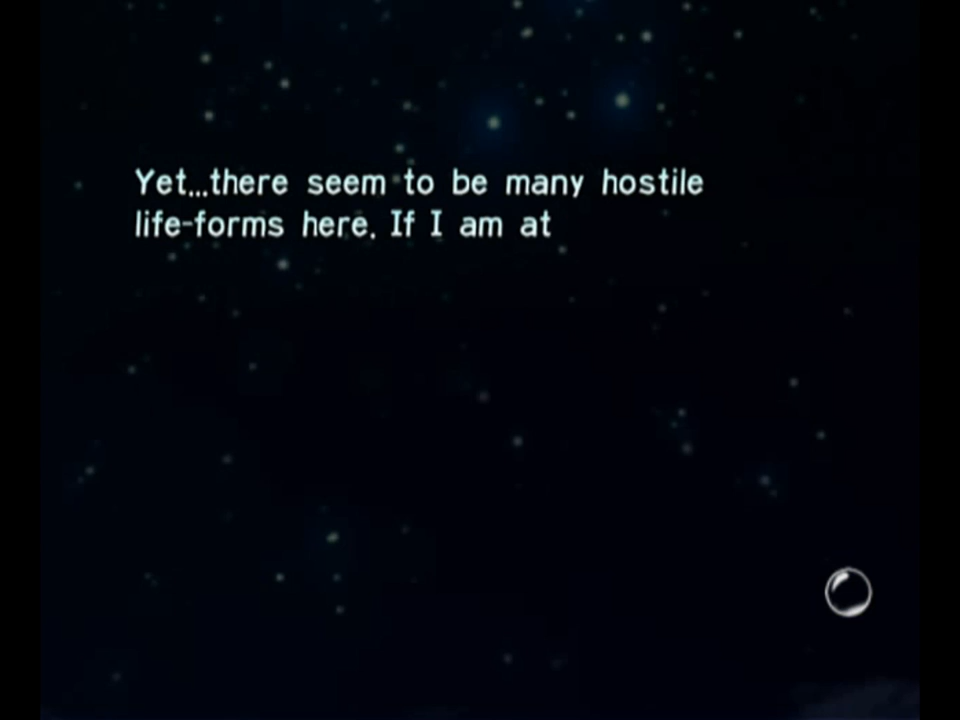 Yet...there seem to be many hostile
life-forms here. If I am at